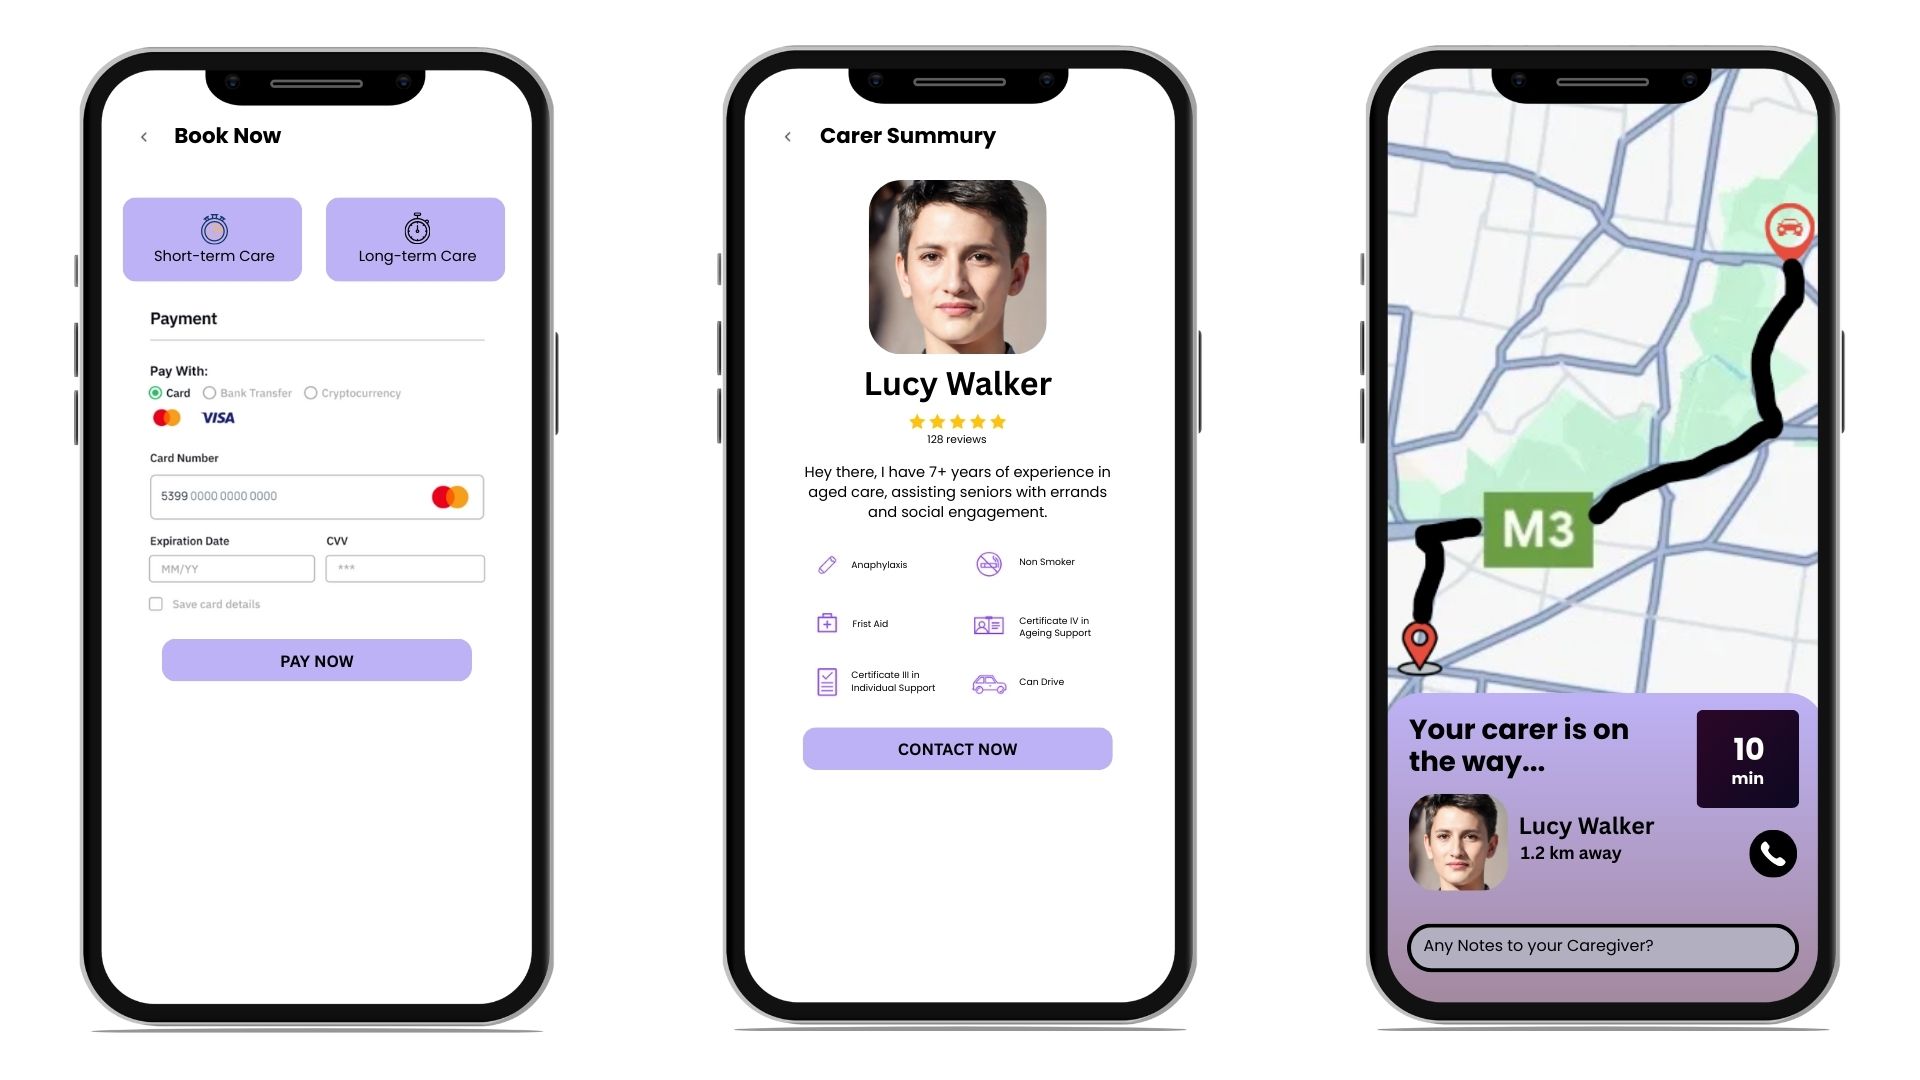 Book Now
Short-term Care
Long-term Care
Payment
Pay With:
Card
Bank Transfer
Cryptocurrency
VISA
Card Number
5399 0000 0000 0000
Expiration Date
CVV
MM/YY
***
Save card details
PAY NOW
Carer Summury
Lucy Walker
128 reviews
Hey there, I have 7+ years of experience in
aged care, assisting seniors with errands
and social engagement.
Anaphylaxis
Non Smoker
Frist Aid
Certificate IV in
Ageing Support
Certificate III in
Individual Support
Can Drive
CONTACT NOW
M3
Your carer is on
the way...
10
min
Lucy Walker
1.2 km away
Any Notes to your Caregiver?